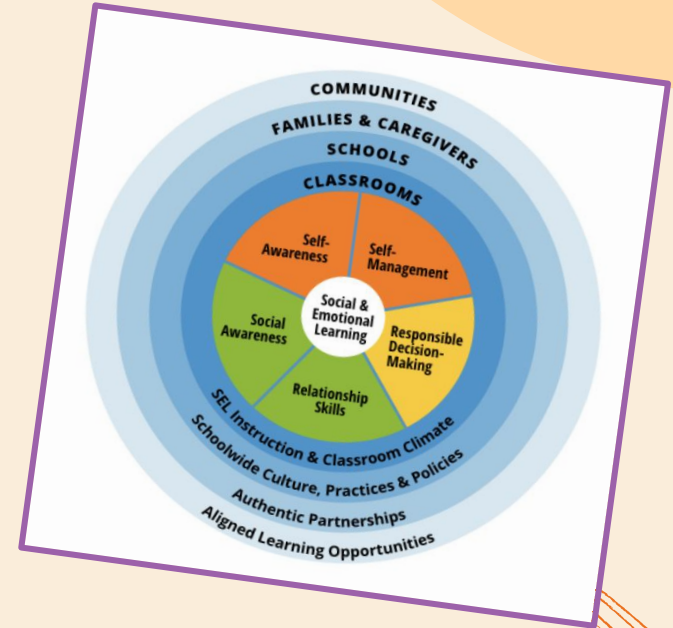 COMMUNITIES
FAMILIES & CAREGIVERS
SCHOOLS
CLASSROOMS
Self-
Awareness
Self-
Management
Social &
Emotional
Learning
Social
Awareness
Responsible
Decision-
Making
Relationship
Skills
SEL Instruction & Classroom Climate
Schoolwide Culture, Practices & Policies
Authentic Partnerships
Aligned Learning Opportunities